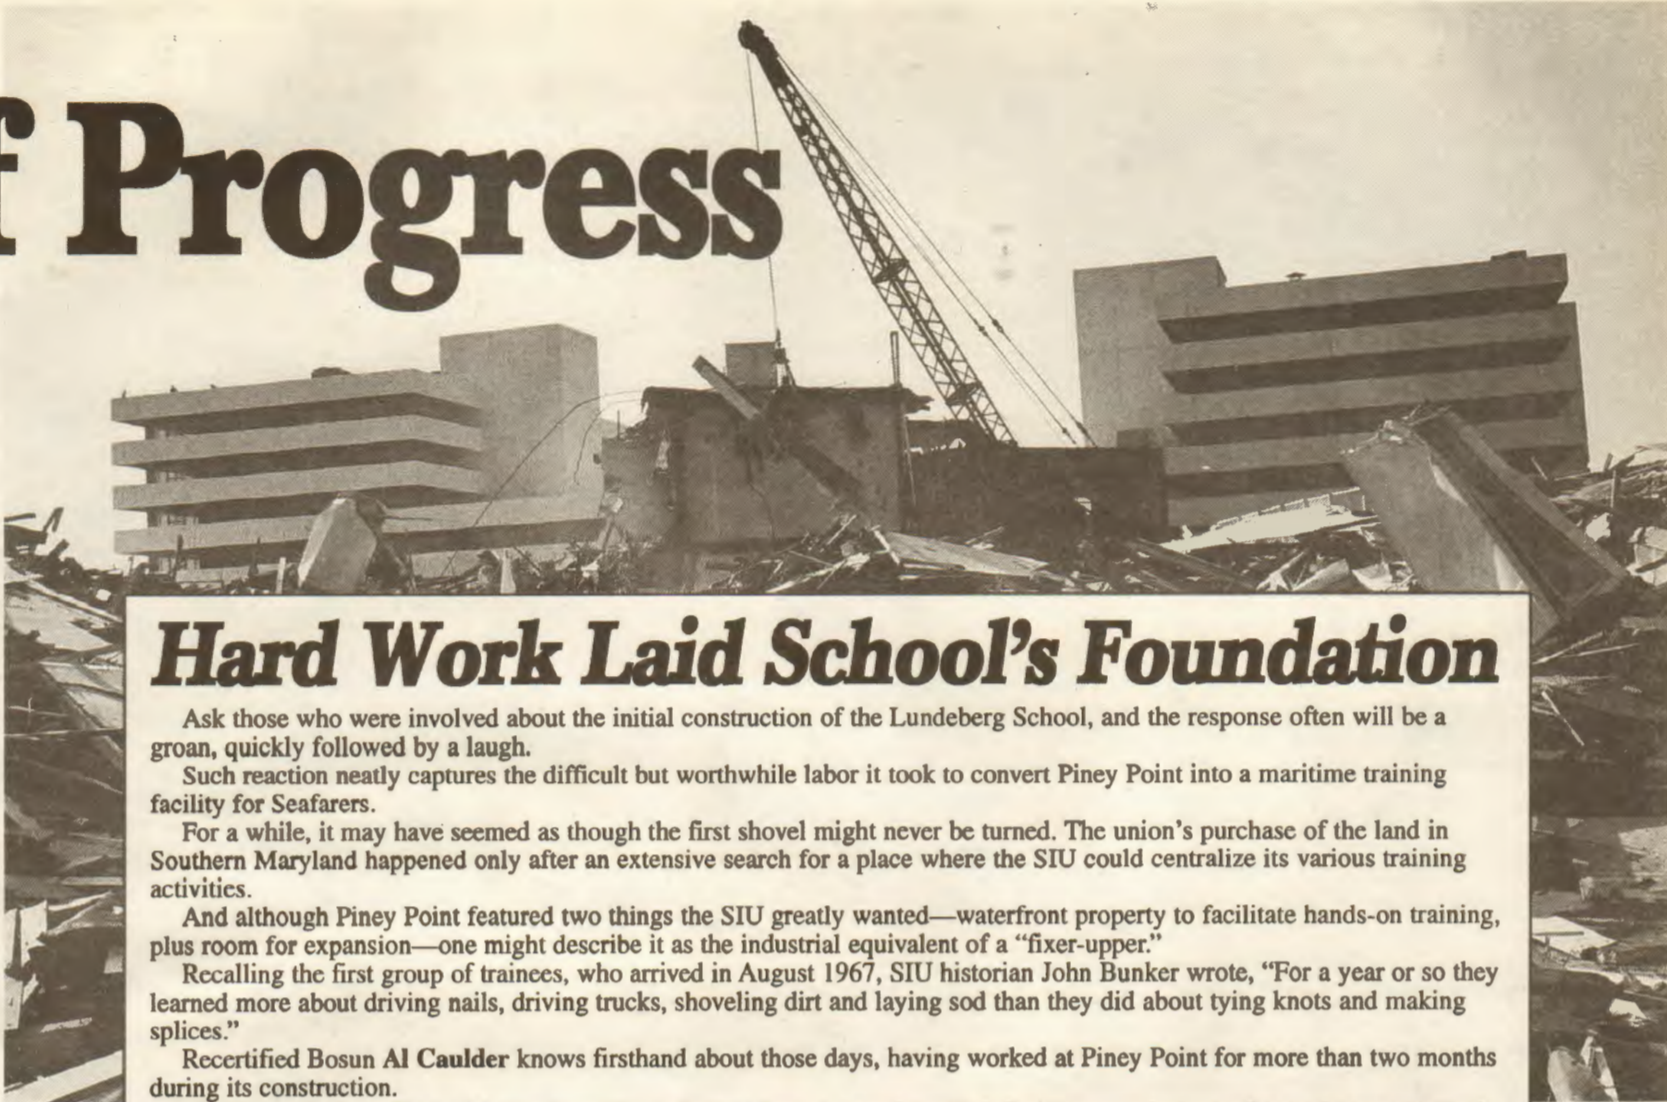 f Progress
Hard Work Laid School's Foundation
Ask those who were involved about the initial construction of the Lundeberg School, and the response often will be a
groan, quickly followed by a laugh.
Such reaction neatly captures the difficult but worthwhile labor it took to convert Piney Point into a maritime training
facility for Seafarers.
For a while, it may have seemed as though the first shovel might never be turned. The union's purchase of the land in
Southern Maryland happened only after an extensive search for a place where the SIU could centralize its various training
activities.
And although Piney Point featured two things the SIU greatly wanted—waterfront property to facilitate hands-on training,
plus room for expansion—one might describe it as the industrial equivalent of a “fixer-upper.”
Recalling the first group of trainees, who arrived in August 1967, SIU historian John Bunker wrote, “For a year or so they
learned more about driving nails, driving trucks, shoveling dirt and laying sod than they did about tying knots and making
splices.”
Recertified Bosun Al Caulder knows firsthand about those days, having worked at Piney Point for more than two months
during its construction.